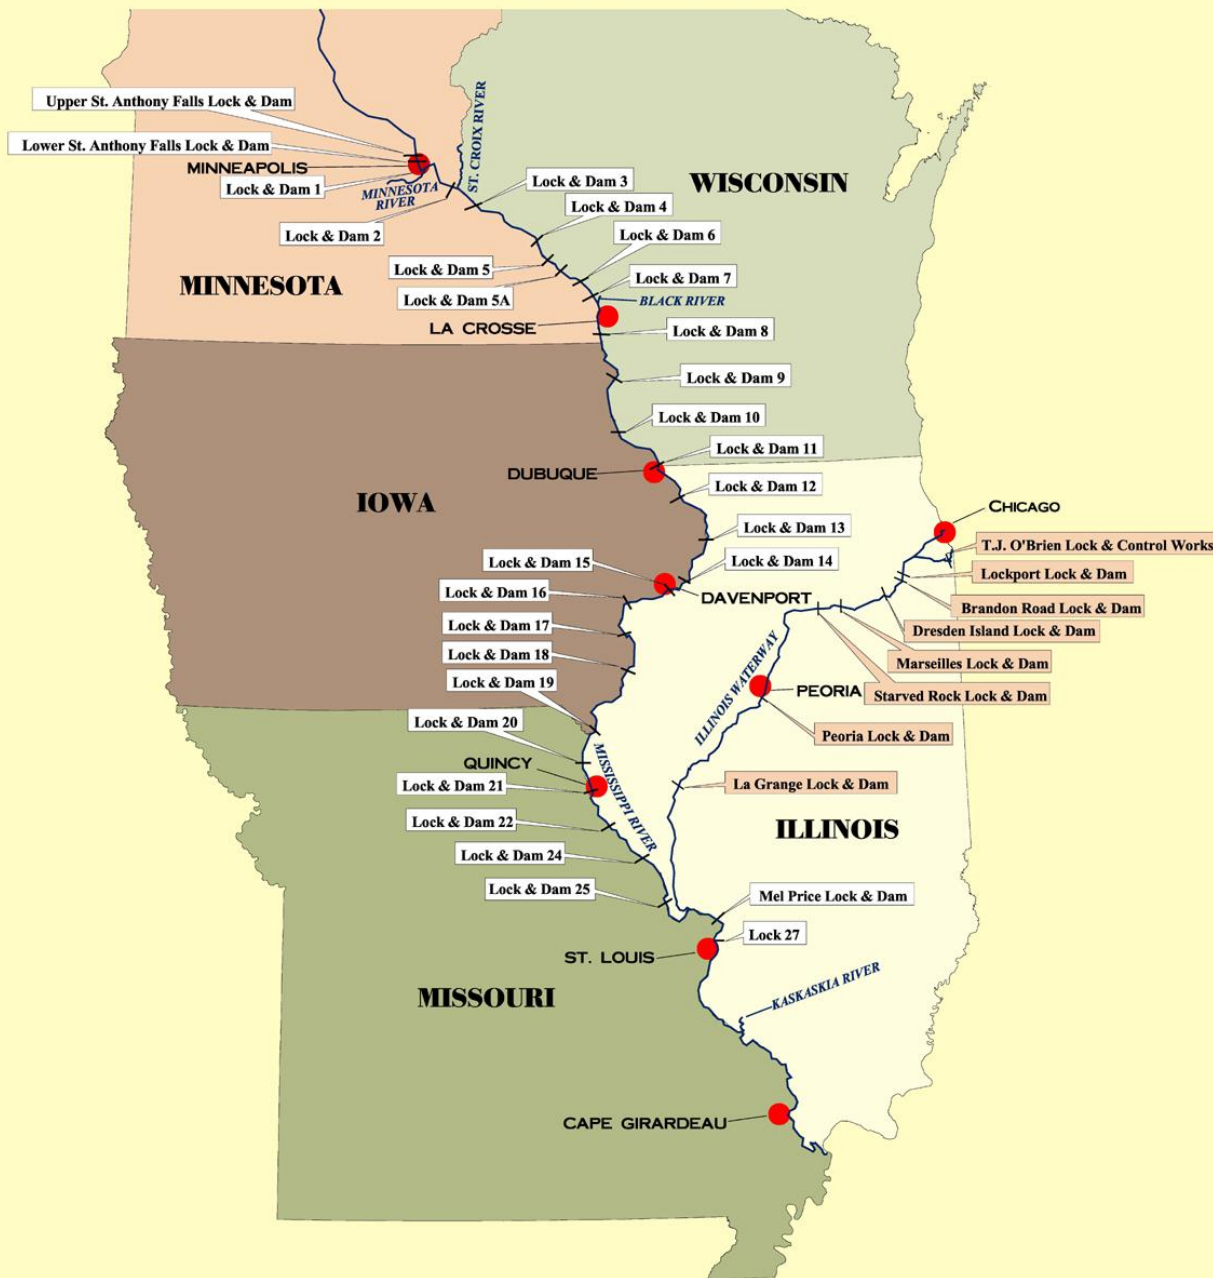 Upper St. Anthony Falls Lock & Dam
Lower St. Anthony Falls Lock & Dam
MINNEAPOLIS
Lock & Dam 1
MINNESOTA
RIVER
ST. CROIX RIVER
Lock & Dam 2
Lock & Dam 3
WISCONSIN
Lock & Dam 4
Lock & Dam 6
Lock & Dam 5
Lock & Dam 7
MINNESOTA
Lock & Dam 5A
BLACK RIVER
LA CROSSE
Lock & Dam 8
Lock & Dam 9
Lock & Dam 10
Lock & Dam 11
DUBUQUE
Lock & Dam 12
IOWA
CHICAGO
Lock & Dam 13
T.J. O'Brien Lock & Control Works
Lock & Dam 15
Lock & Dam 14
Lockport Lock & Dam
Lock & Dam 16
DAVENPORT
Brandon Road Lock & Dam
Lock & Dam 17
Dresden Island Lock & Dam
Lock & Dam 18
Marseilles Lock & Dam
Lock & Dam 19
ILLINOIS WATERWAY
PEORIA
Starved Rock Lock & Dam
Lock & Dam 20
Peoria Lock & Dam
QUINCY
MISSISSIPPI RIVER
Lock & Dam 21
La Grange Lock & Dam
Lock & Dam 22
ILLINOIS
Lock & Dam 24
Lock & Dam 25
Mel Price Lock & Dam
Lock 27
ST. LOUIS
KASKASKIA RIVER
MISSOURI
CAPE GIRARDEAU